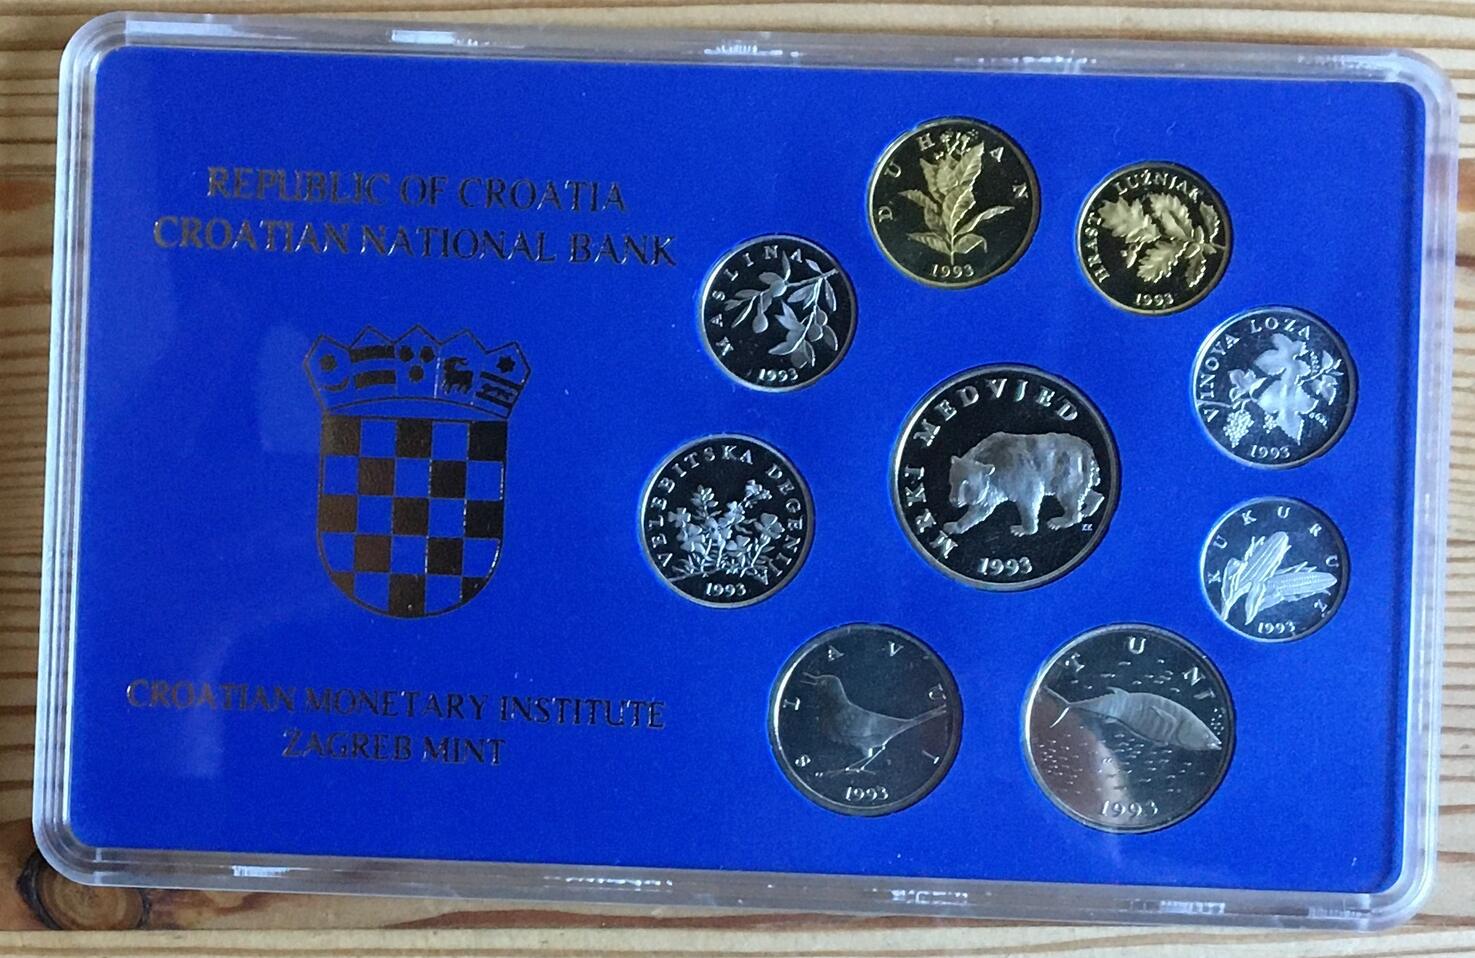 REPUBLIC OF CROATIA
CROATIAN NATIONAL BANK
CROATIAN MONETARY INSTITUTE
ZAGREB MINT
DUHAN
1993
HRAST LUŽNJAK
1993
MASLINA
1993
VINOVA LOZA
1993
MRKI MEDVJED
1993
VELEBITSKA DEGENIJA
1993
KUKURUZ
1993
SLAVUJ
1993
TUNJ
1993